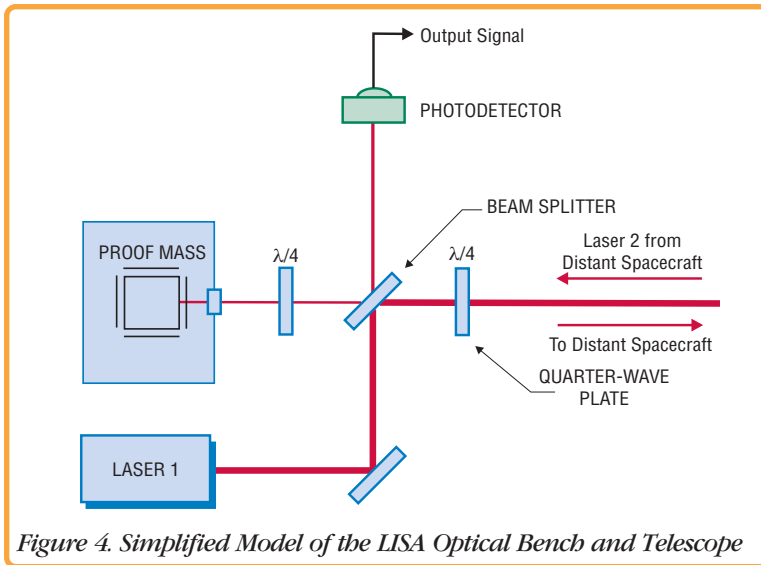 Output Signal
PHOTODETECTOR
BEAM SPLITTER
PROOF MASS
λ/4
λ/4
Laser 2 from
Distant Spacecraft
To Distant Spacecraft
QUARTER-WAVE
PLATE
LASER 1
Figure 4. Simplified Model of the LISA Optical Bench and Telescope